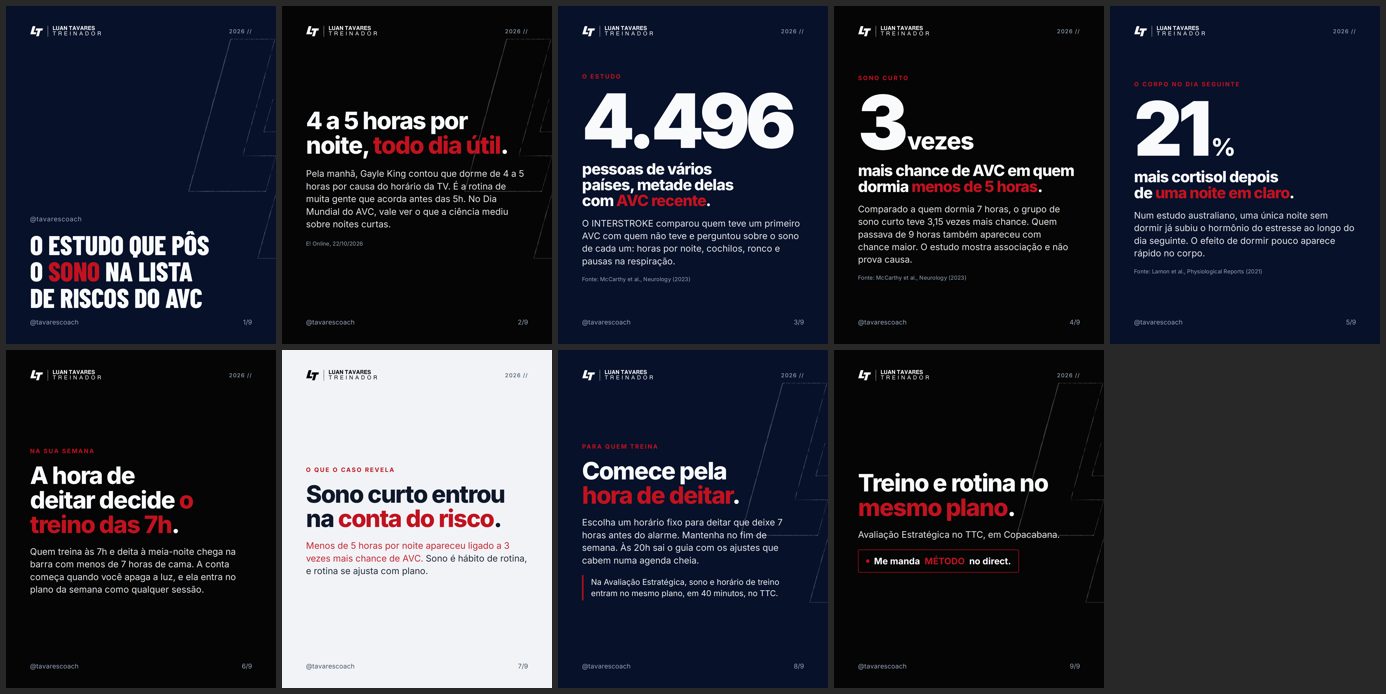 LT
LUAN TAVARES
TREINADOR
2026 //
@tavarescoach
O ESTUDO QUE PÔS
O SONO NA LISTA
DE RISCOS DO AVC
@tavarescoach
1/9
LT
LUAN TAVARES
TREINADOR
2026 //
4 a 5 horas por
noite, todo dia útil.
Pela manhã, Gayle King contou que dorme de 4 a 5
horas por causa do horário da TV. É a rotina de
muita gente que acorda antes das 5h. No Dia
Mundial do AVC, vale ver o que a ciência mediu
sobre noites curtas.
E! Online, 22/10/2026
@tavarescoach
2/9
LT
LUAN TAVARES
TREINADOR
2026 //
O ESTUDO
4.496
pessoas de vários
países, metade delas
com AVC recente.
O INTERSTROKE comparou quem teve um primeiro
AVC com quem não teve e perguntou sobre o sono
de cada um: horas por noite, cochilos, ronco e
pausas na respiração.
Fonte: McCarthy et al., Neurology (2023)
@tavarescoach
3/9
LT
LUAN TAVARES
TREINADOR
2026 //
SONO CURTO
3 vezes
mais chance de AVC em quem
dormia menos de 5 horas.
Comparado a quem dormia 7 horas, o grupo de
sono curto teve 3,15 vezes mais chance. Quem
passava de 9 horas também apareceu com
chance maior. O estudo mostra associação e não
prova causa.
Fonte: McCarthy et al., Neurology (2023)
@tavarescoach
4/9
LT
LUAN TAVARES
TREINADOR
2026 //
O CORPO NO DIA SEGUINTE
21%
mais cortisol depois
de uma noite em claro.
Num estudo australiano, uma única noite sem
dormir já subiu o hormônio do estresse ao longo do
dia seguinte. O efeito de dormir pouco aparece
rápido no corpo.
Fonte: Lamon et al., Physiological Reports (2021)
@tavarescoach
5/9
LT
LUAN TAVARES
TREINADOR
2026 //
NA SUA SEMANA
A hora de
deitar decide o
treino das 7h.
Quem treina às 7h e deita à meia-noite chega na
barra com menos de 7 horas de cama. A conta
começa quando você apaga a luz, e ela entra no
plano da semana como qualquer sessão.
@tavarescoach
6/9
LT
LUAN TAVARES
TREINADOR
2026 //
O QUE O CASO REVELA
Sono curto entrou
na conta do risco.
Menos de 5 horas por noite apareceu ligado a 3
vezes mais chance de AVC. Sono é hábito de rotina,
e rotina se ajusta com plano.
@tavarescoach
7/9
LT
LUAN TAVARES
TREINADOR
2026 //
PARA QUEM TREINA
Comece pela
hora de deitar.
Escolha um horário fixo para deitar que deixe 7
horas antes do alarme. Mantenha no fim de
semana. Às 20h sai o guia com os ajustes que
cabem numa agenda cheia.
Na Avaliação Estratégica, sono e horário de treino
entram no mesmo plano, em 40 minutos, no TTC.
@tavarescoach
8/9
LT
LUAN TAVARES
TREINADOR
2026 //
Treino e rotina no
mesmo plano.
Avaliação Estratégica no TTC, em Copacabana.
• Me manda MÉTODO no direct.
@tavarescoach
9/9